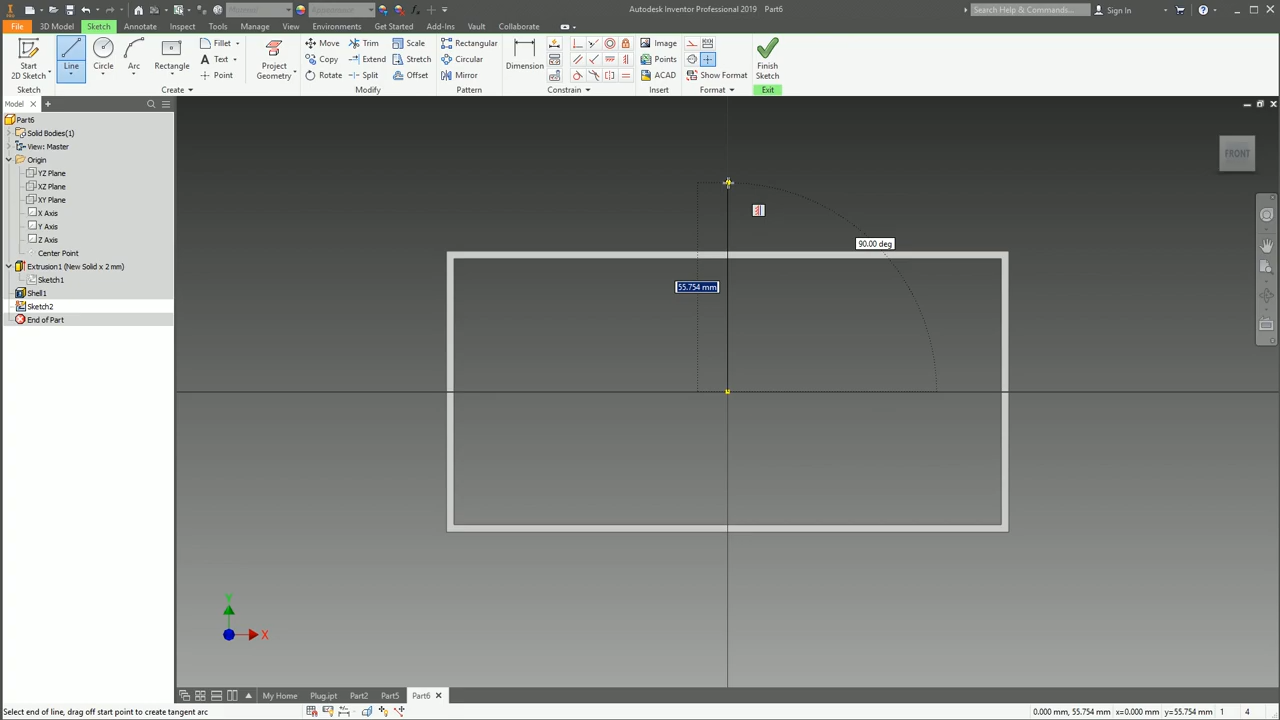 Material
Appearance
Autodesk Inventor Professional 2019 Part6
Search Help & Commands...
Sign In
File 3D Model Sketch Annotate Inspect Tools Manage View Environments Get Started Add-Ins Vault Collaborate
Start
2D Sketch
Line
Circle
Arc
Rectangle
Fillet
Text
Point
Project
Geometry
Move
Copy
Rotate
Trim
Extend
Split
Scale
Stretch
Offset
Rectangular
Circular
Mirror
Dimension
Image
Points
ACAD
Show Format
Finish
Sketch
Sketch Create Modify Pattern Constrain Insert Format Exit
Model
Part6
Solid Bodies(1)
View: Master
Origin
YZ Plane
XZ Plane
XY Plane
X Axis
Y Axis
Z Axis
Center Point
Extrusion1 (New Solid x 2 mm)
Sketch1
Shell1
Sketch2
End of Part
FRONT
90.00 deg
55.754 mm
Y
X
My Home Plug.ipt Part2 Part5 Part6
Select end of line, drag off start point to create tangent arc
0.000 mm, 55.754 mm x=0.000 mm y=55.754 mm 1 4